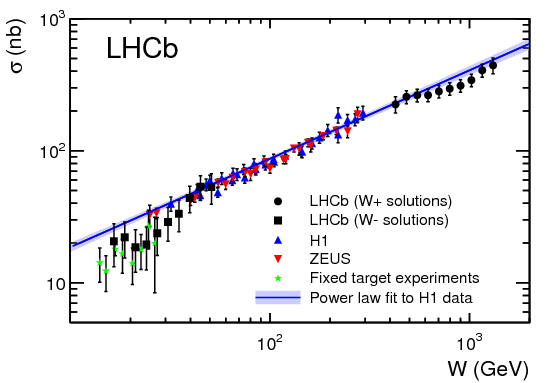 σ (nb)
10³
10²
10
LHCb
LHCb (W+ solutions)
LHCb (W- solutions)
H1
ZEUS
Fixed target experiments
Power law fit to H1 data
10²
10³
W (GeV)